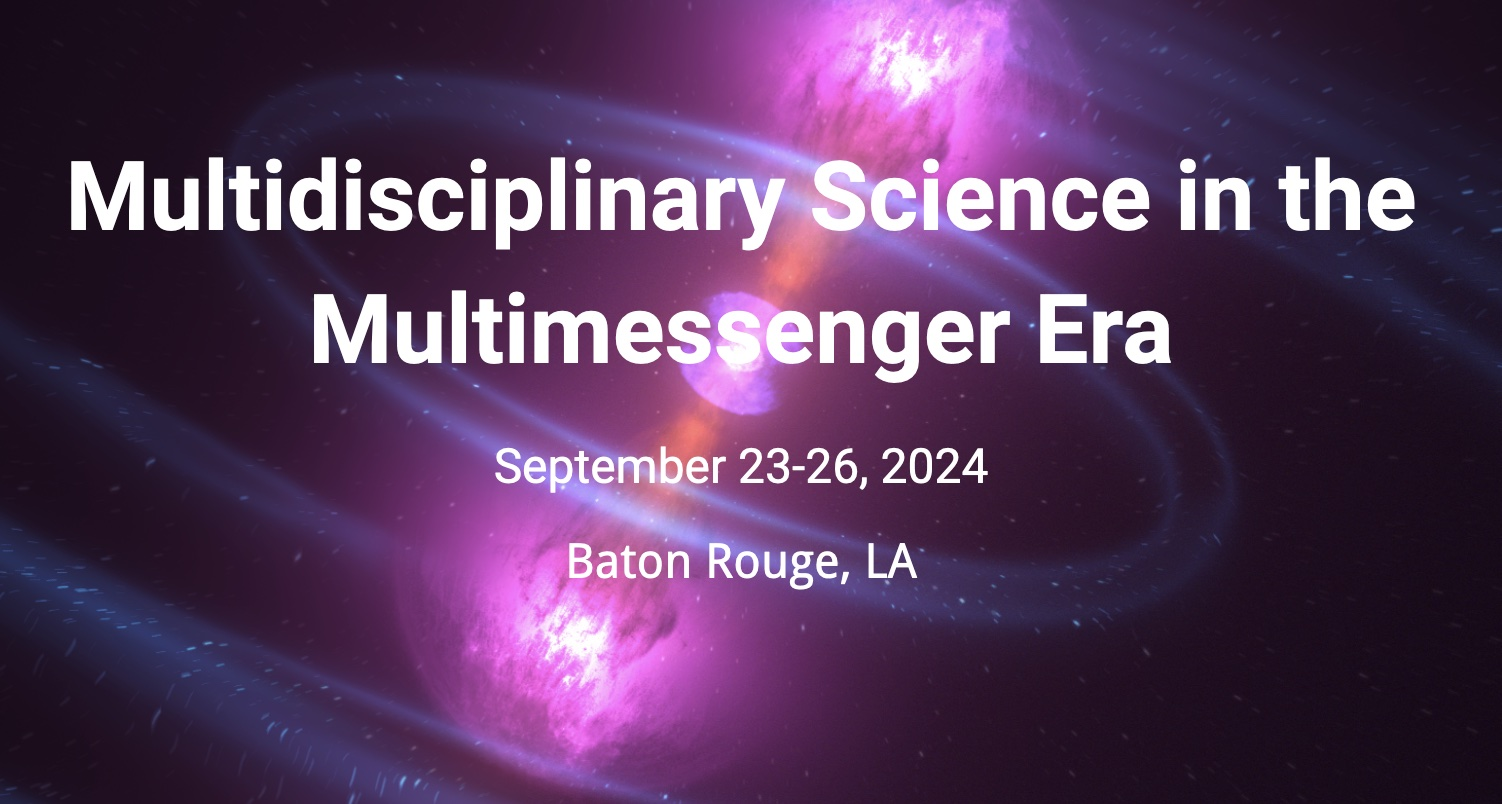 Multidisciplinary Science in the
Multimessenger Era
September 23-26, 2024
Baton Rouge, LA